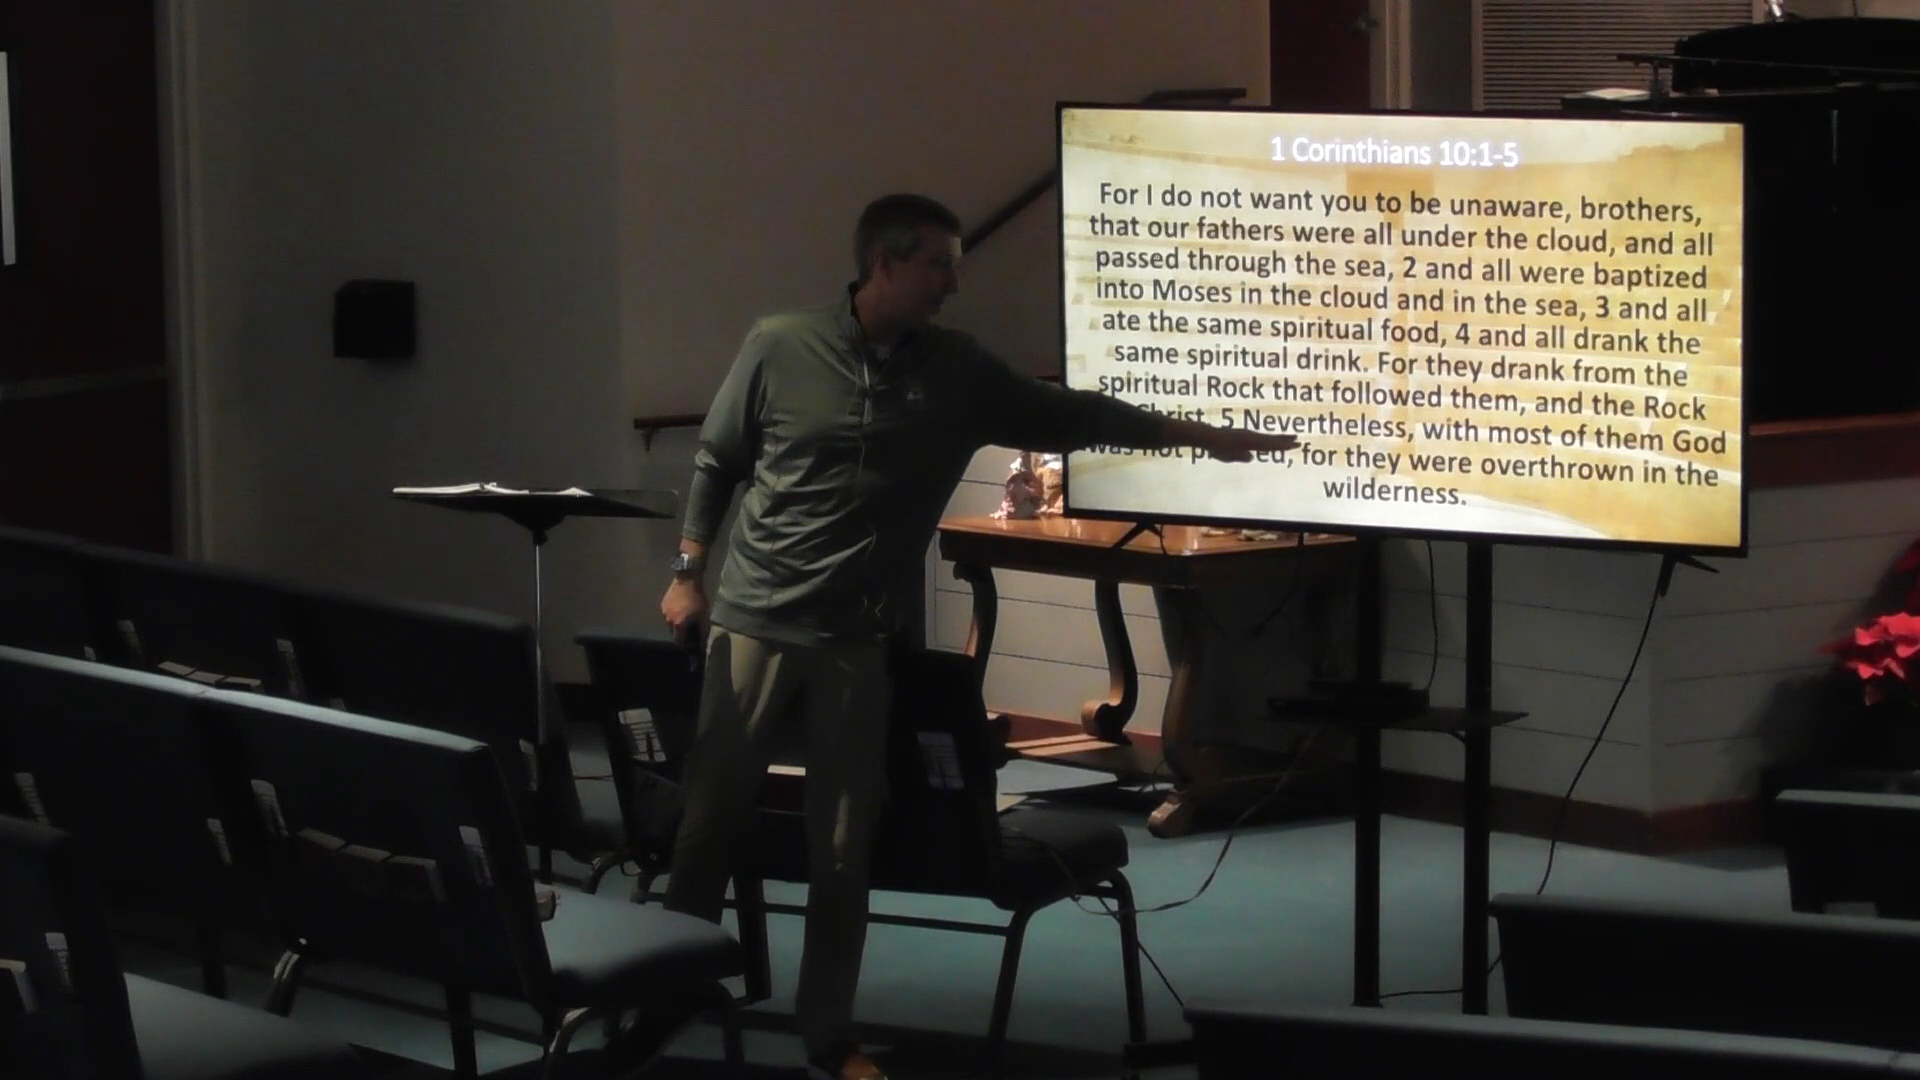 1 Corinthians 10:1-5
For I do not want you to be unaware, brothers,
that our fathers were all under the cloud, and all
passed through the sea, 2 and all were baptized
into Moses in the cloud and in the sea, 3 and all
ate the same spiritual food, 4 and all drank the
same spiritual drink. For they drank from the
spiritual Rock that followed them, and the Rock
Christ. 5 Nevertheless, with most of them God
was not for they were overthrown in the
wilderness.